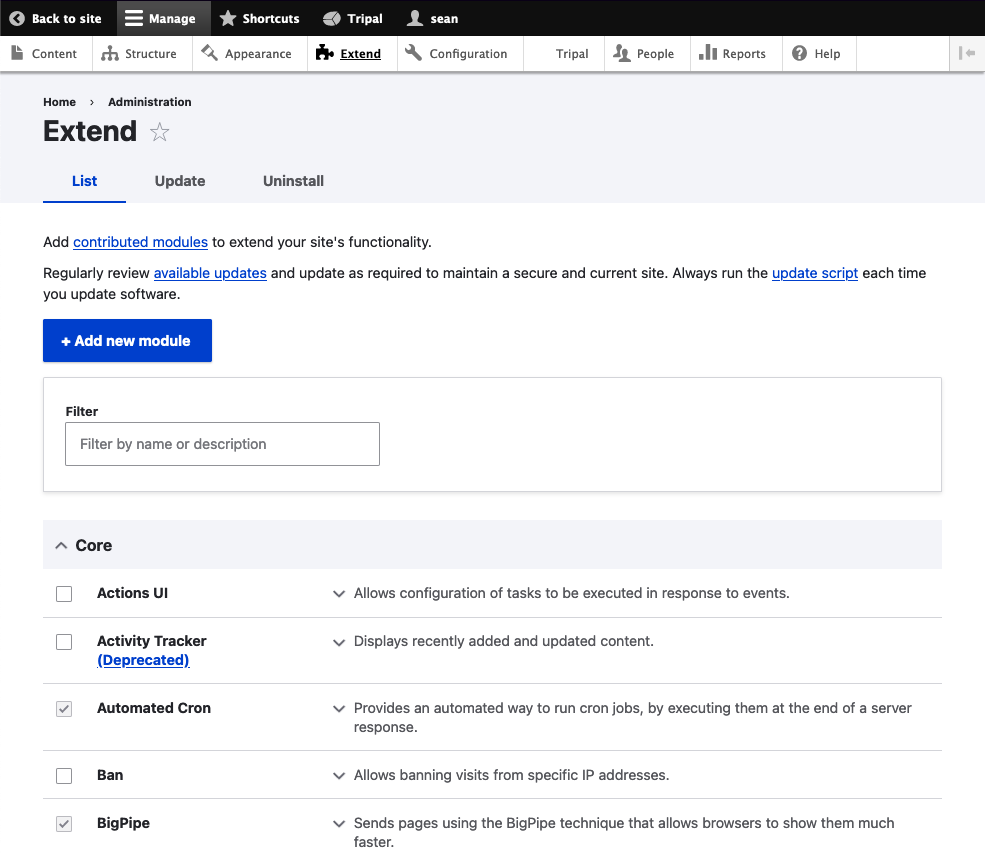 Back to site Manage Shortcuts Tripal sean
Content Structure Appearance Extend Configuration Tripal People Reports Help
Home › Administration
Extend
List Update Uninstall
Add contributed modules to extend your site's functionality.
Regularly review available updates and update as required to maintain a secure and current site. Always run the update script each time
you update software.
+ Add new module
Filter
Filter by name or description
Core
Actions UI Allows configuration of tasks to be executed in response to events.
Activity Tracker Displays recently added and updated content.
(Deprecated)
Automated Cron Provides an automated way to run cron jobs, by executing them at the end of a server
response.
Ban Allows banning visits from specific IP addresses.
BigPipe Sends pages using the BigPipe technique that allows browsers to show them much
faster.